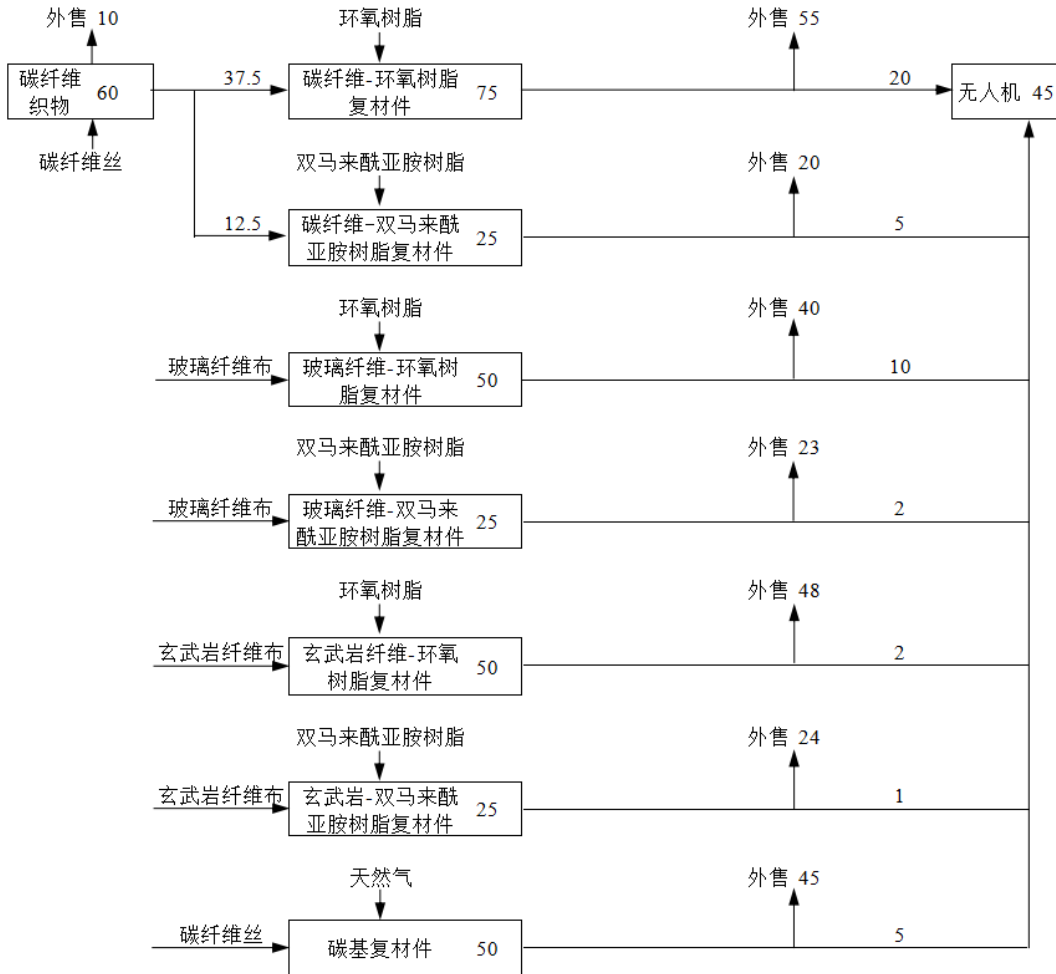 外售 10
环氧树脂
外售 55
碳纤维
织物
60
37.5
碳纤维-环氧树脂
复材件
75
20
无人机 45
碳纤维丝
双马来酰亚胺树脂
外售 20
12.5
碳纤维-双马来酰
亚胺树脂复材件
25
5
环氧树脂
外售 40
玻璃纤维布
玻璃纤维-环氧树
脂复材件
50
10
双马来酰亚胺树脂
外售 23
玻璃纤维布
玻璃纤维-双马来
酰亚胺树脂复材件
25
2
环氧树脂
外售 48
玄武岩纤维布
玄武岩纤维-环氧
树脂复材件
50
2
双马来酰亚胺树脂
外售 24
玄武岩纤维布
玄武岩-双马来酰
亚胺树脂复材件
25
1
天然气
外售 45
碳纤维丝
碳基复材件
50
5